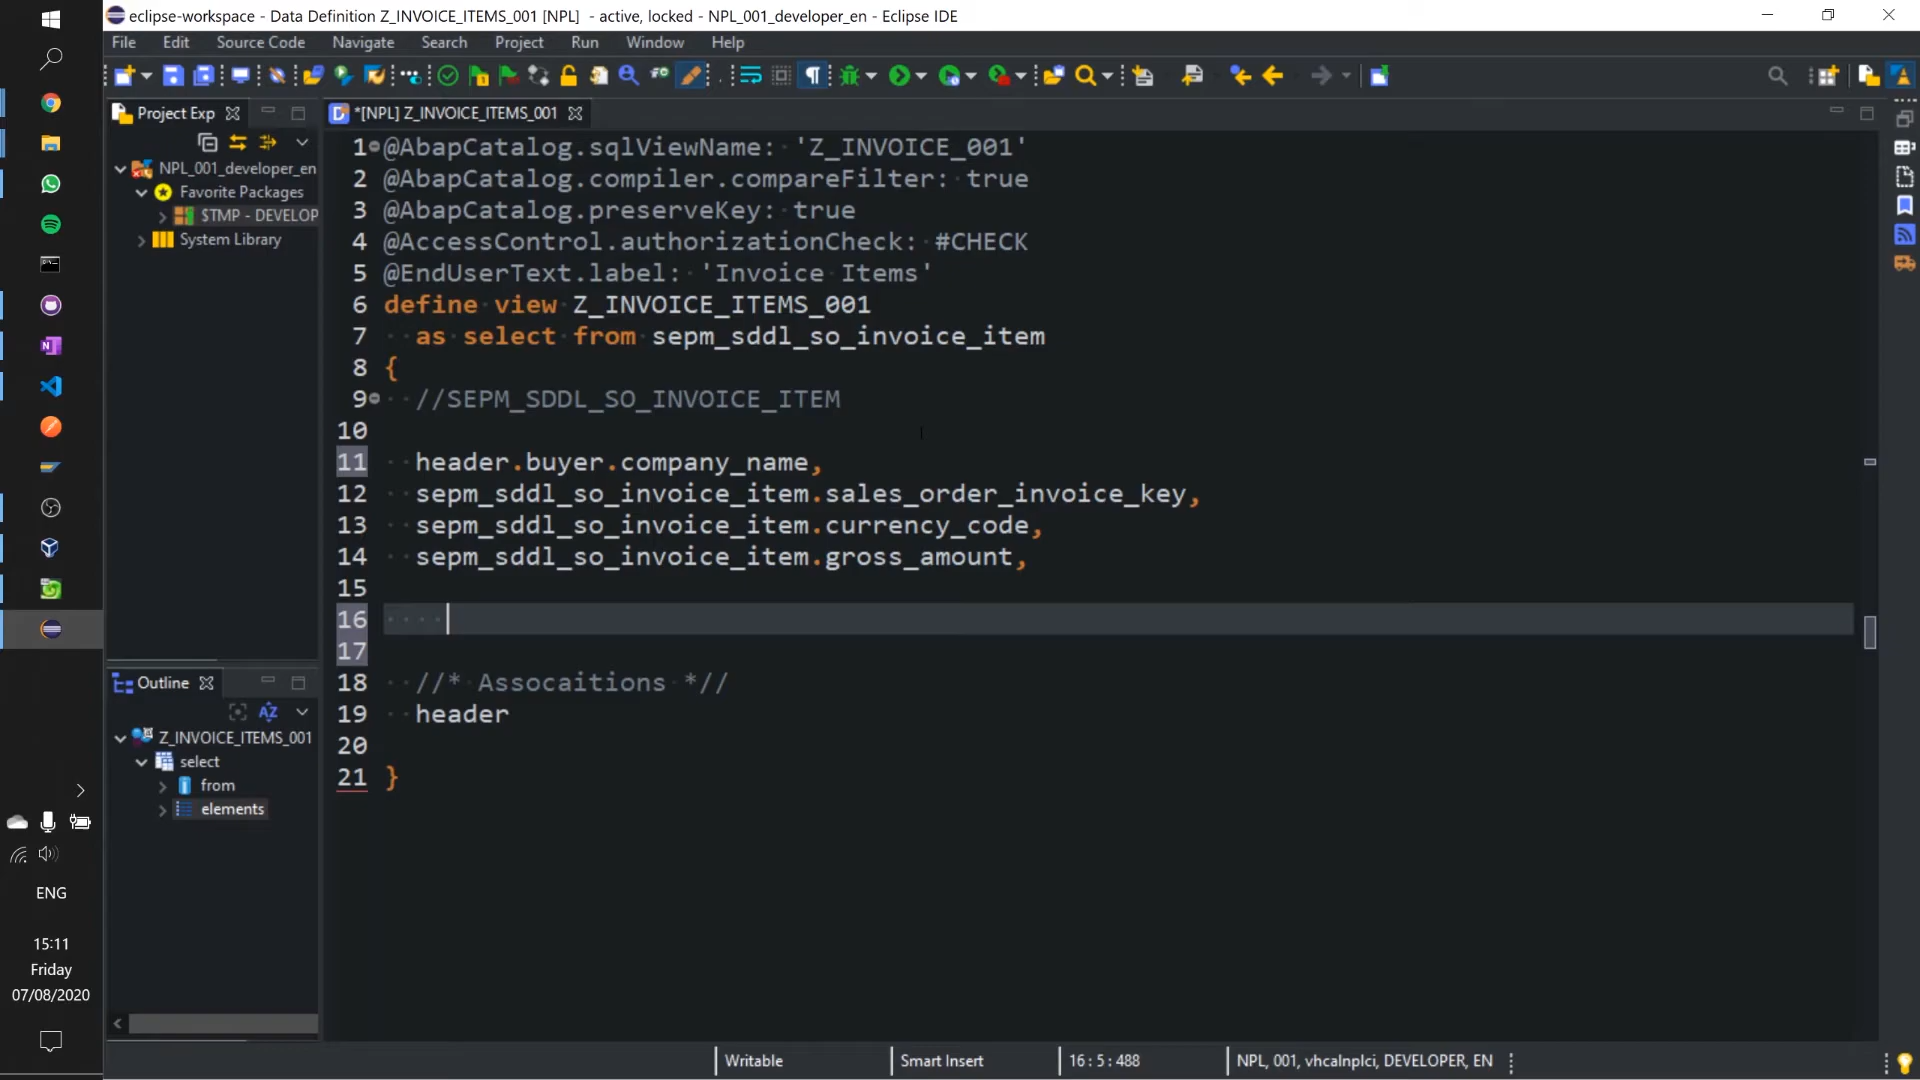 eclipse-workspace - Data Definition Z_INVOICE_ITEMS_001 [NPL] - active, locked - NPL_001_developer_en - Eclipse IDE
File Edit Source Code Navigate Search Project Run Window Help
Project Exp
*[NPL] Z_INVOICE_ITEMS_001
NPL_001_developer_en
Favorite Packages
$TMP - DEVELOP
System Library
1 @AbapCatalog.sqlViewName: 'Z_INVOICE_001'
2 @AbapCatalog.compiler.compareFilter: true
3 @AbapCatalog.preserveKey: true
4 @AccessControl.authorizationCheck: #CHECK
5 @EndUserText.label: 'Invoice Items'
6 define view Z_INVOICE_ITEMS_001
7 as select from sepm_sddl_so_invoice_item
8 {
9 //SEPM_SDDL_SO_INVOICE_ITEM
10
11 header.buyer.company_name,
12 sepm_sddl_so_invoice_item.sales_order_invoice_key,
13 sepm_sddl_so_invoice_item.currency_code,
14 sepm_sddl_so_invoice_item.gross_amount,
15
16
17
18 //* Assocaitions *//
19 header
20
21 }
Outline
Z_INVOICE_ITEMS_001
select
from
elements
ENG
15:11
Friday
07/08/2020
Writable
Smart Insert
16 : 5 : 488
NPL, 001, vhcalnplci, DEVELOPER, EN